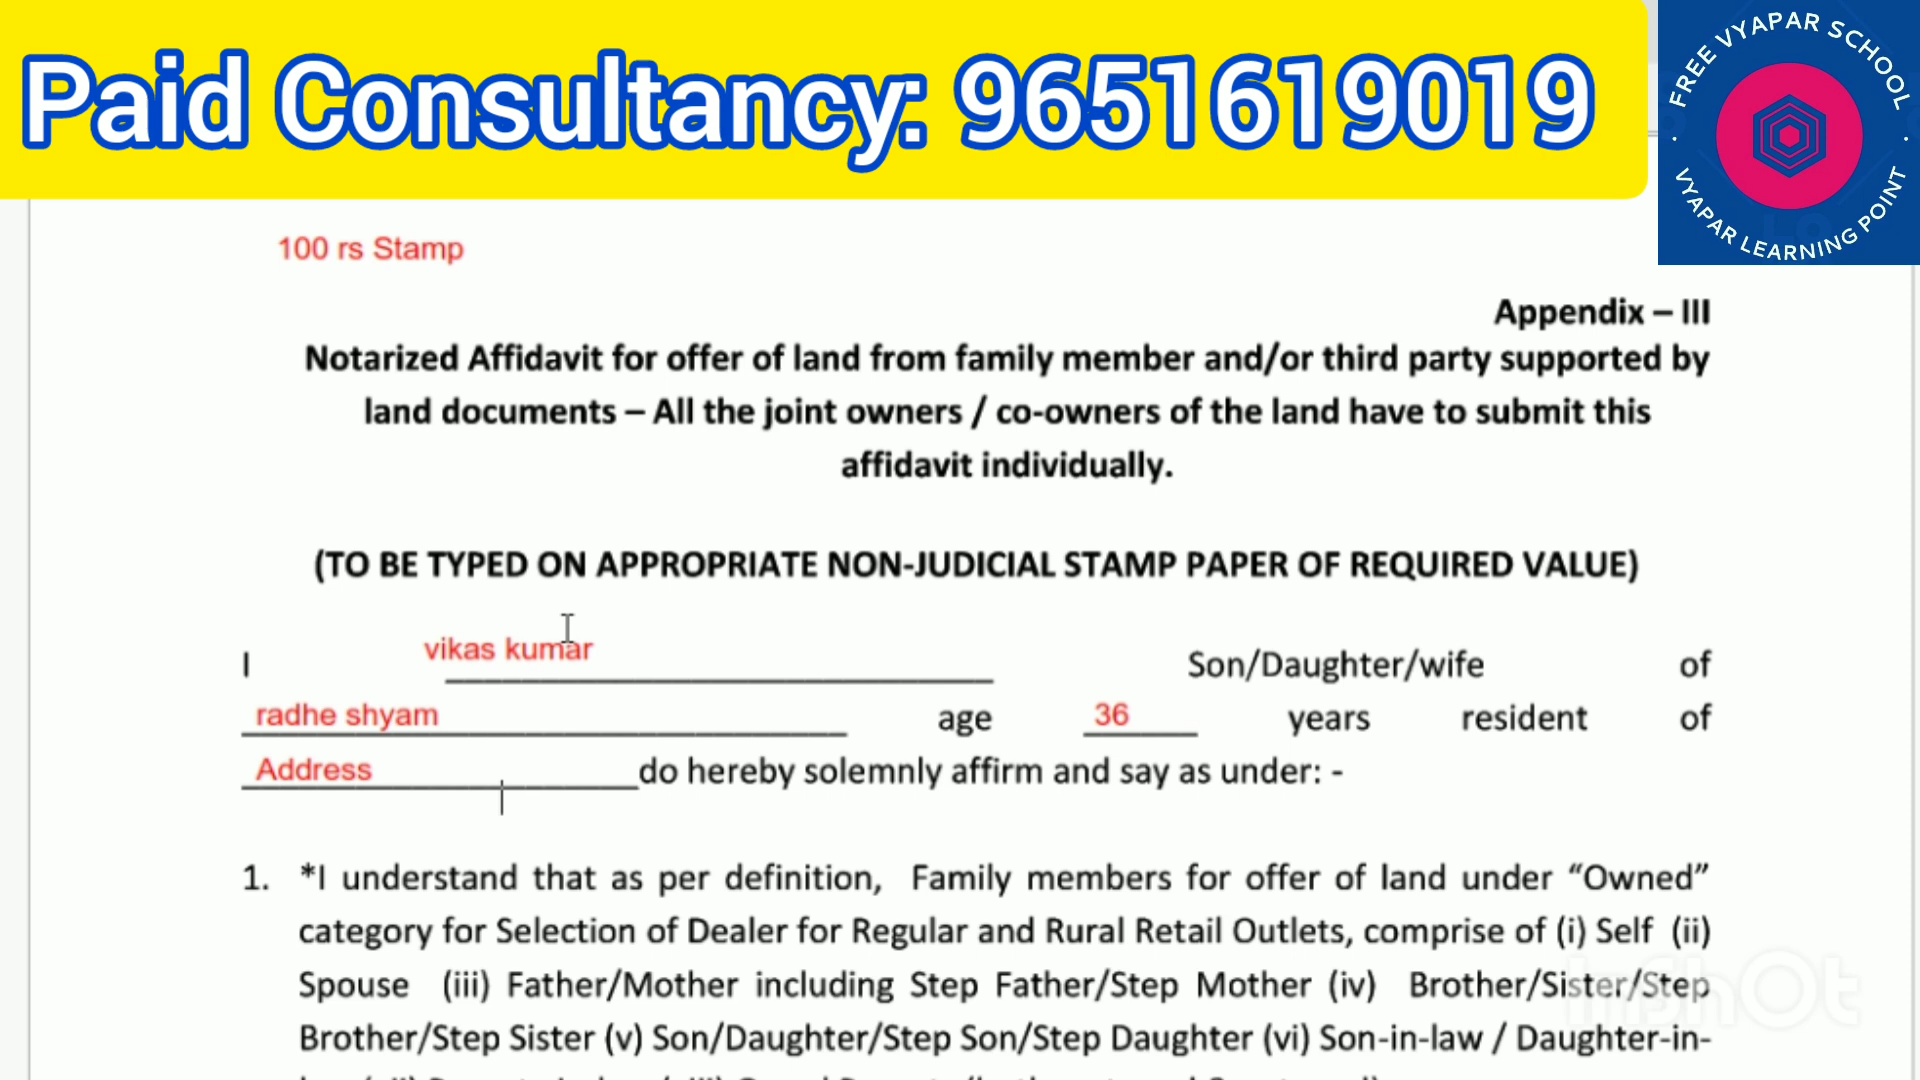 Paid Consultancy: 9651619019
FREE VYAPAR SCHOOL
VYAPAR LEARNING POINT
100 rs Stamp
Appendix – III
Notarized Affidavit for offer of land from family member and/or third party supported by
land documents – All the joint owners / co-owners of the land have to submit this
affidavit individually.
(TO BE TYPED ON APPROPRIATE NON-JUDICIAL STAMP PAPER OF REQUIRED VALUE)
I vikas kumar Son/Daughter/wife of
radhe shyam age 36 years resident of
Address do hereby solemnly affirm and say as under: -
1. *I understand that as per definition, Family members for offer of land under “Owned”
category for Selection of Dealer for Regular and Rural Retail Outlets, comprise of (i) Self (ii)
Spouse (iii) Father/Mother including Step Father/Step Mother (iv) Brother/Sister/Step
Brother/Step Sister (v) Son/Daughter/Step Son/Step Daughter (vi) Son-in-law / Daughter-in-
InShOt